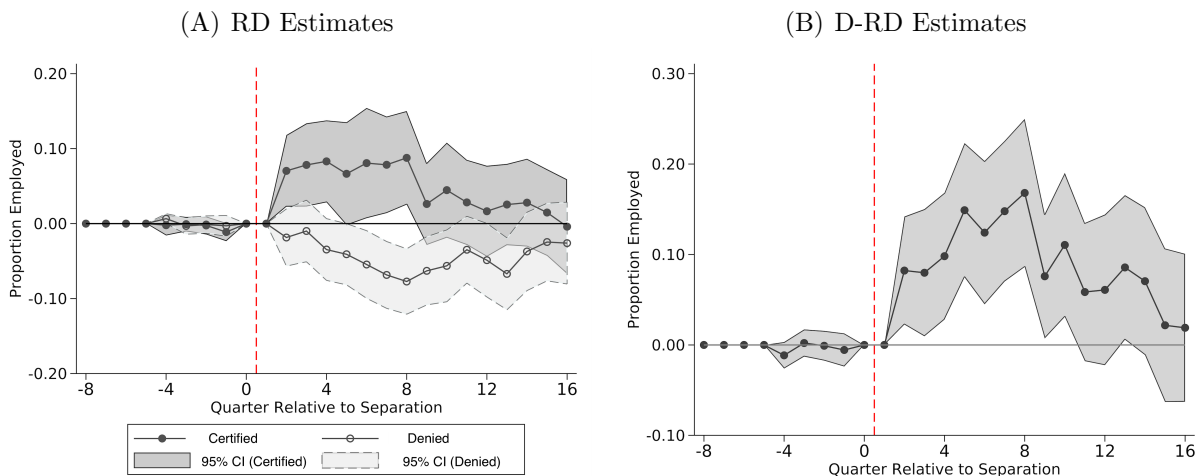 (A) RD Estimates
0.20
0.10
0.00
-0.10
-0.20
Proportion Employed
-8
-4
0
4
8
12
16
Quarter Relative to Separation
Certified
Denied
95% CI (Certified)
95% CI (Denied)
(B) D-RD Estimates
0.30
0.20
0.10
0.00
-0.10
Proportion Employed
-8
-4
0
4
8
12
16
Quarter Relative to Separation